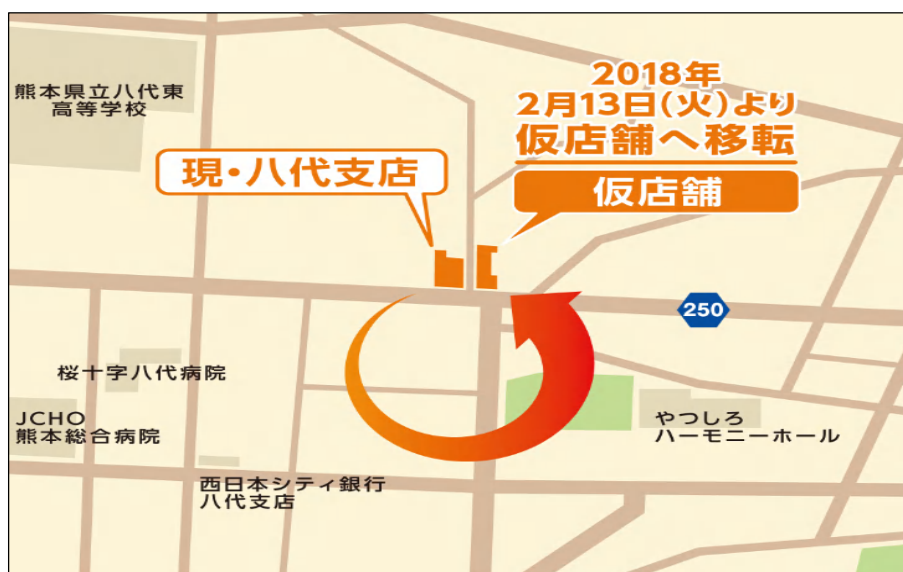 熊本県立八代東
高等学校
2018年
2月13日(火)より
仮店舗へ移転
現・八代支店
仮店舗
250
桜十字八代病院
JCHO
熊本総合病院
やつしろ
ハーモニーホール
西日本シティ銀行
八代支店